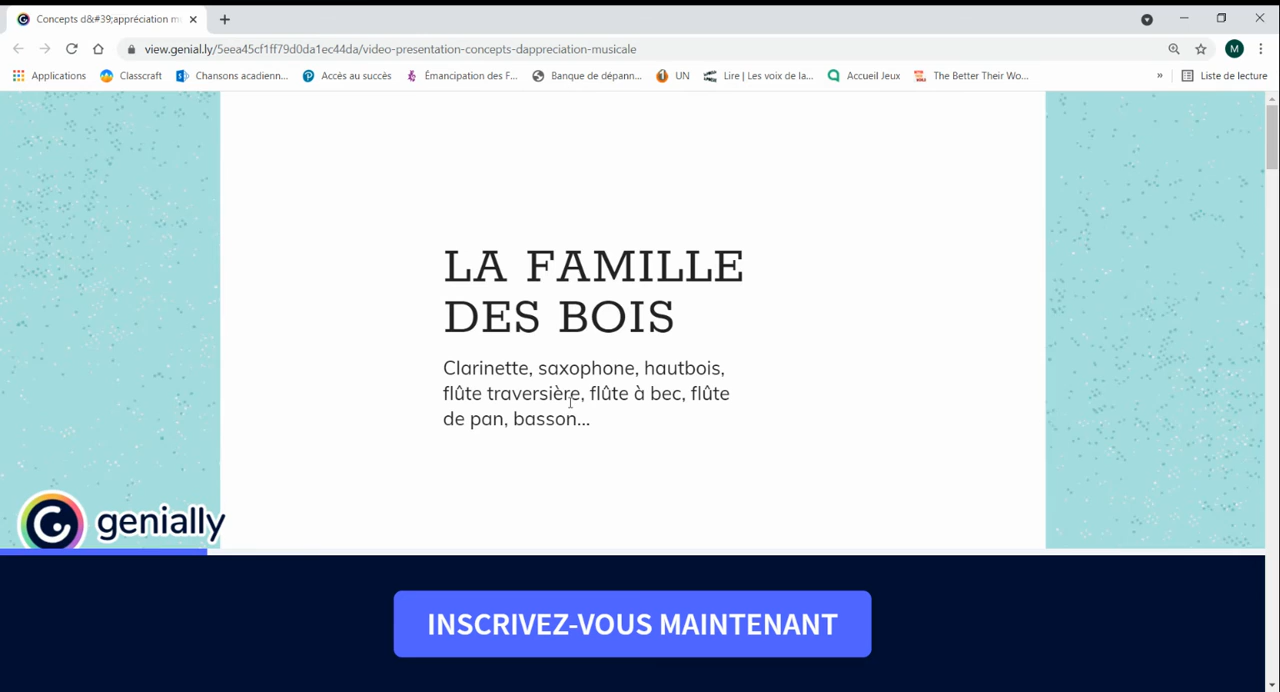 Concepts d&#39;appréciation m
view.genial.ly/5eea45cf1ff79d0da1ec44da/video-presentation-concepts-dappreciation-musicale
M
Applications
Classcraft
Chansons acadienn...
Accès au succès
Émancipation des F...
Banque de dépann...
UN
Lire | Les voix de la...
Accueil Jeux
The Better Their Wo...
»
Liste de lecture
LA FAMILLE
DES BOIS
Clarinette, saxophone, hautbois,
flûte traversière, flûte à bec, flûte
de pan, basson...
genially
INSCRIVEZ-VOUS MAINTENANT